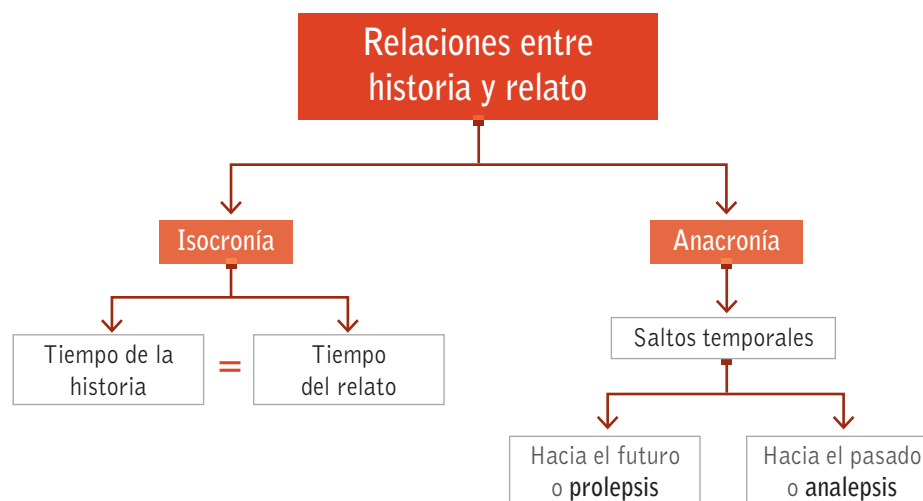 Relaciones entre
historia y relato
Isocronía
Anacronía
Tiempo de la
historia
=
Tiempo
del relato
Saltos temporales
Hacia el futuro
o prolepsis
Hacia el pasado
o analepsis